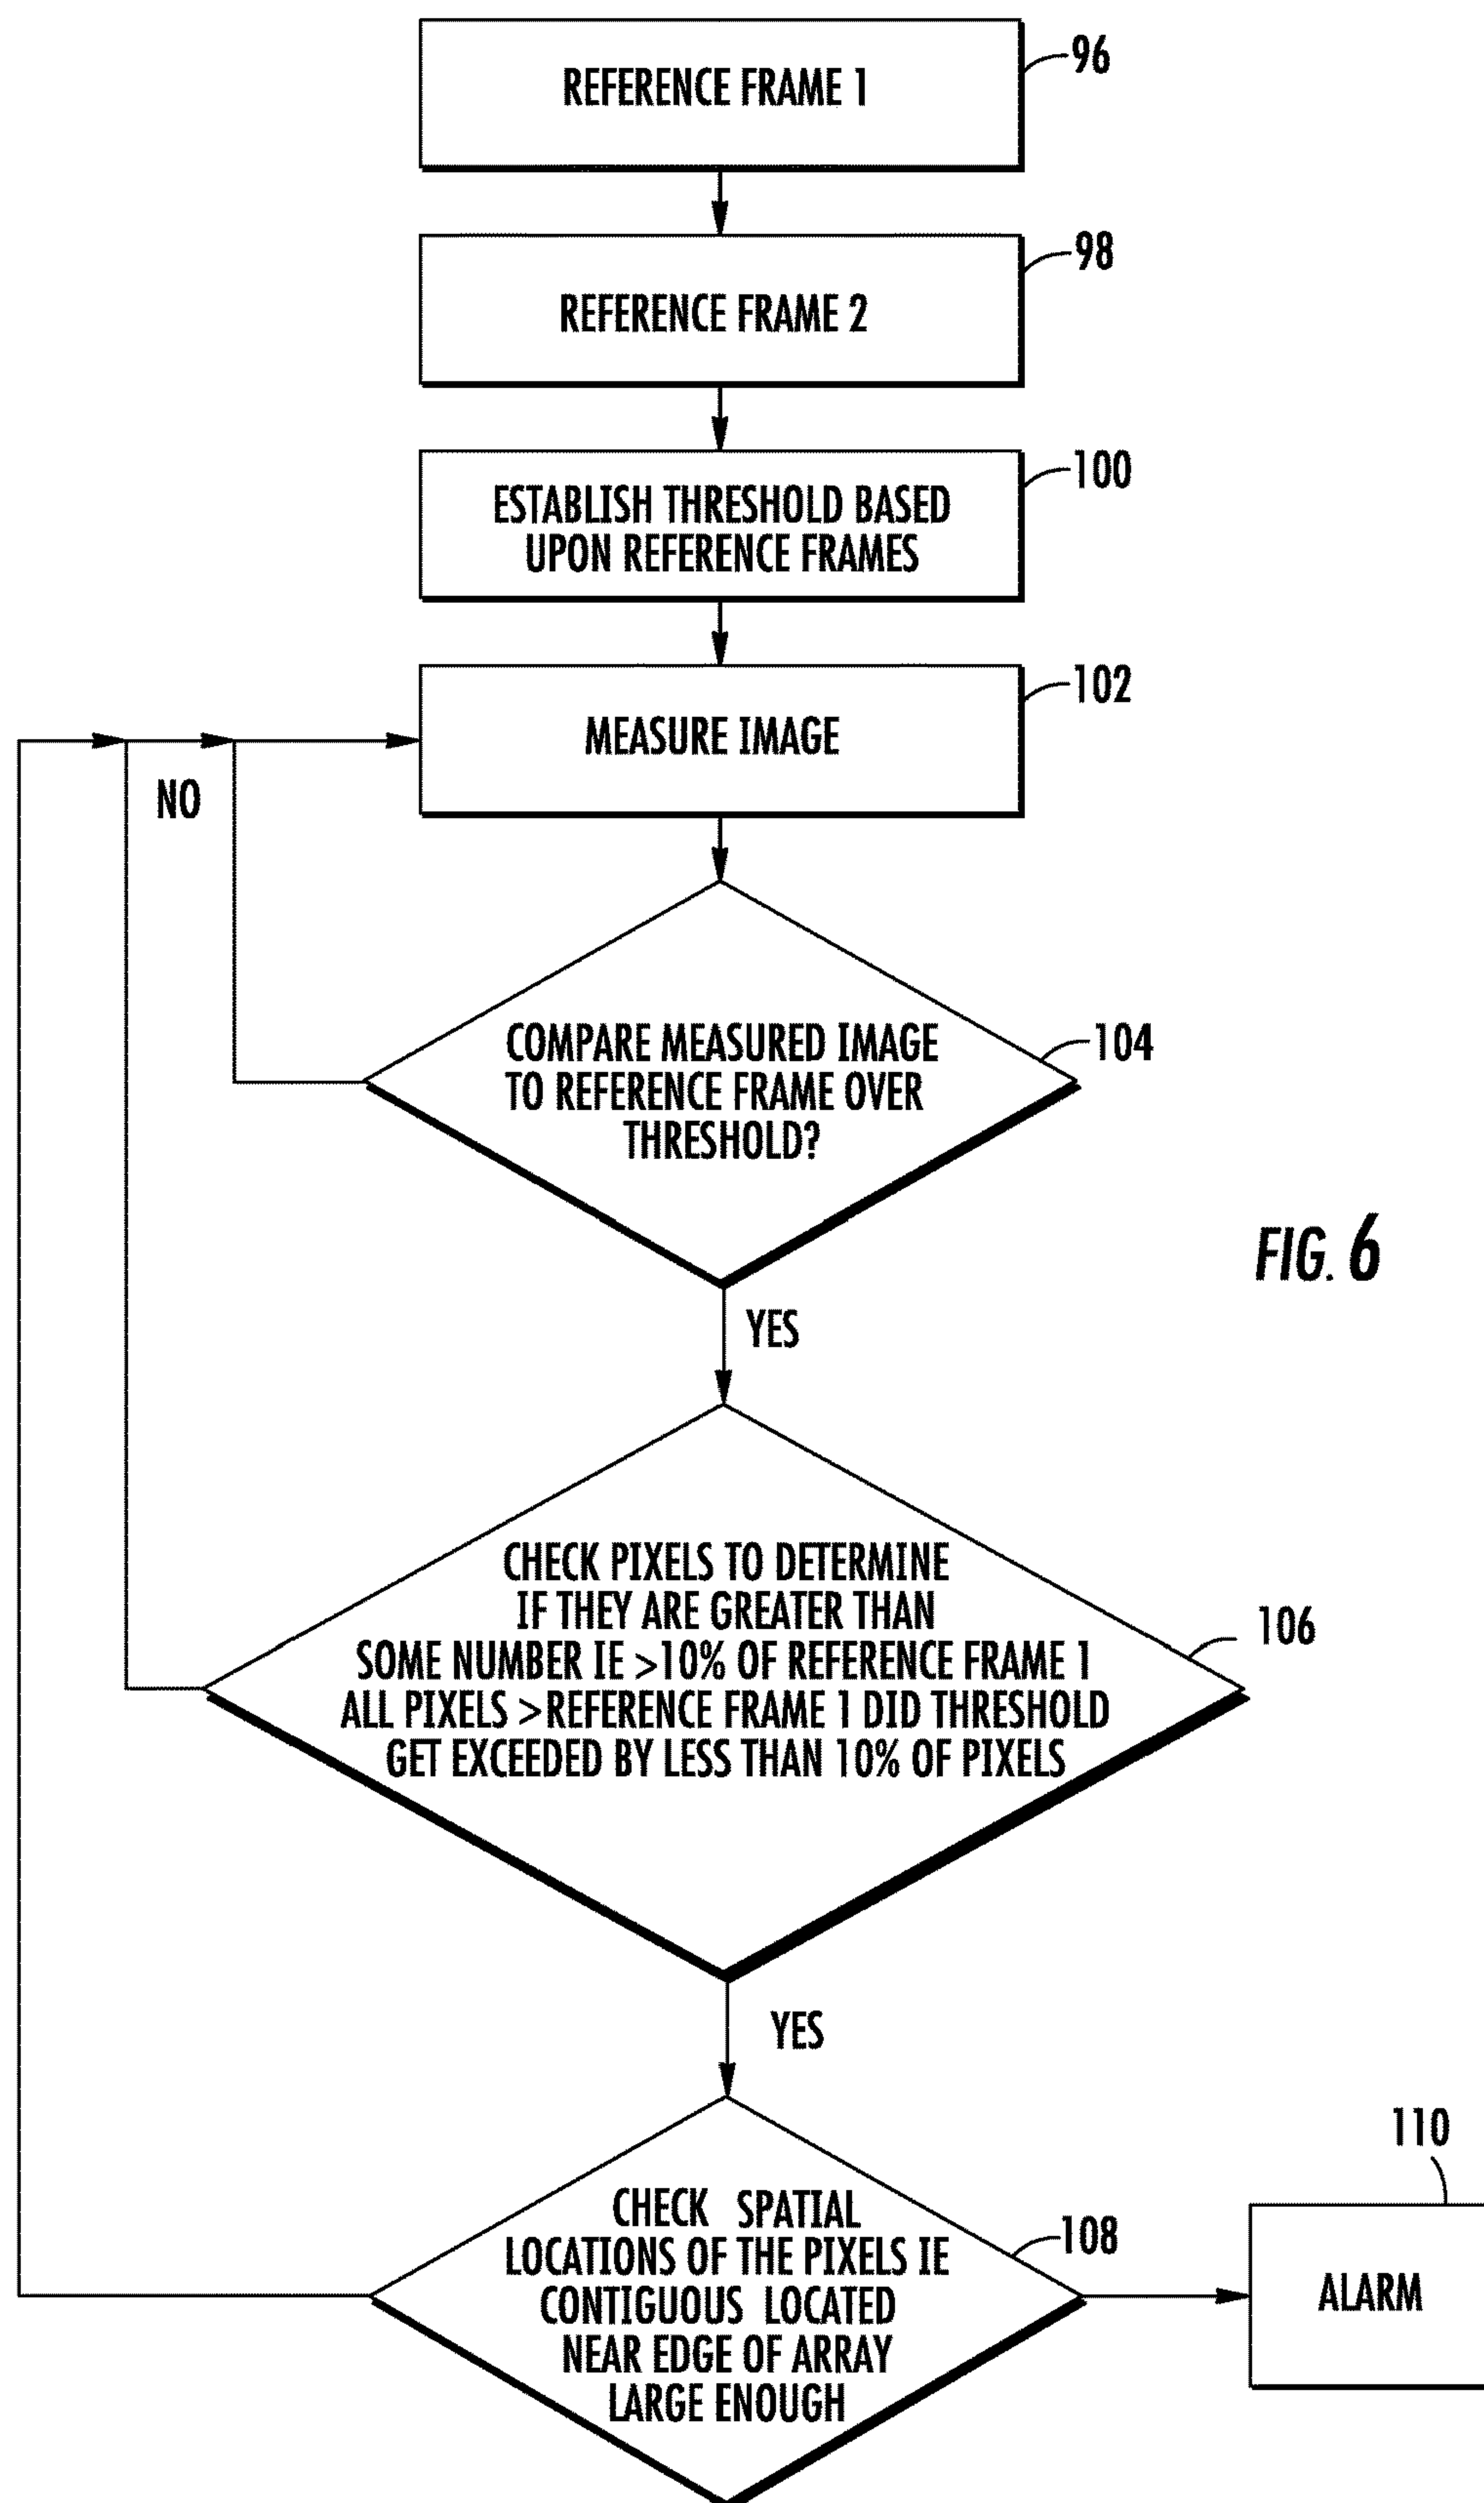 REFERENCE FRAME 1
96
REFERENCE FRAME 2
98
ESTABLISH THRESHOLD BASED
UPON REFERENCE FRAMES
100
MEASURE IMAGE
102
NO
COMPARE MEASURED IMAGE
TO REFERENCE FRAME OVER
THRESHOLD?
104
FIG. 6
YES
CHECK PIXELS TO DETERMINE
IF THEY ARE GREATER THAN
SOME NUMBER IE >10% OF REFERENCE FRAME 1
ALL PIXELS >REFERENCE FRAME 1 DID THRESHOLD
GET EXCEEDED BY LESS THAN 10% OF PIXELS
106
YES
CHECK SPATIAL
LOCATIONS OF THE PIXELS IE
CONTIGUOUS LOCATED
NEAR EDGE OF ARRAY
LARGE ENOUGH
108
110
ALARM